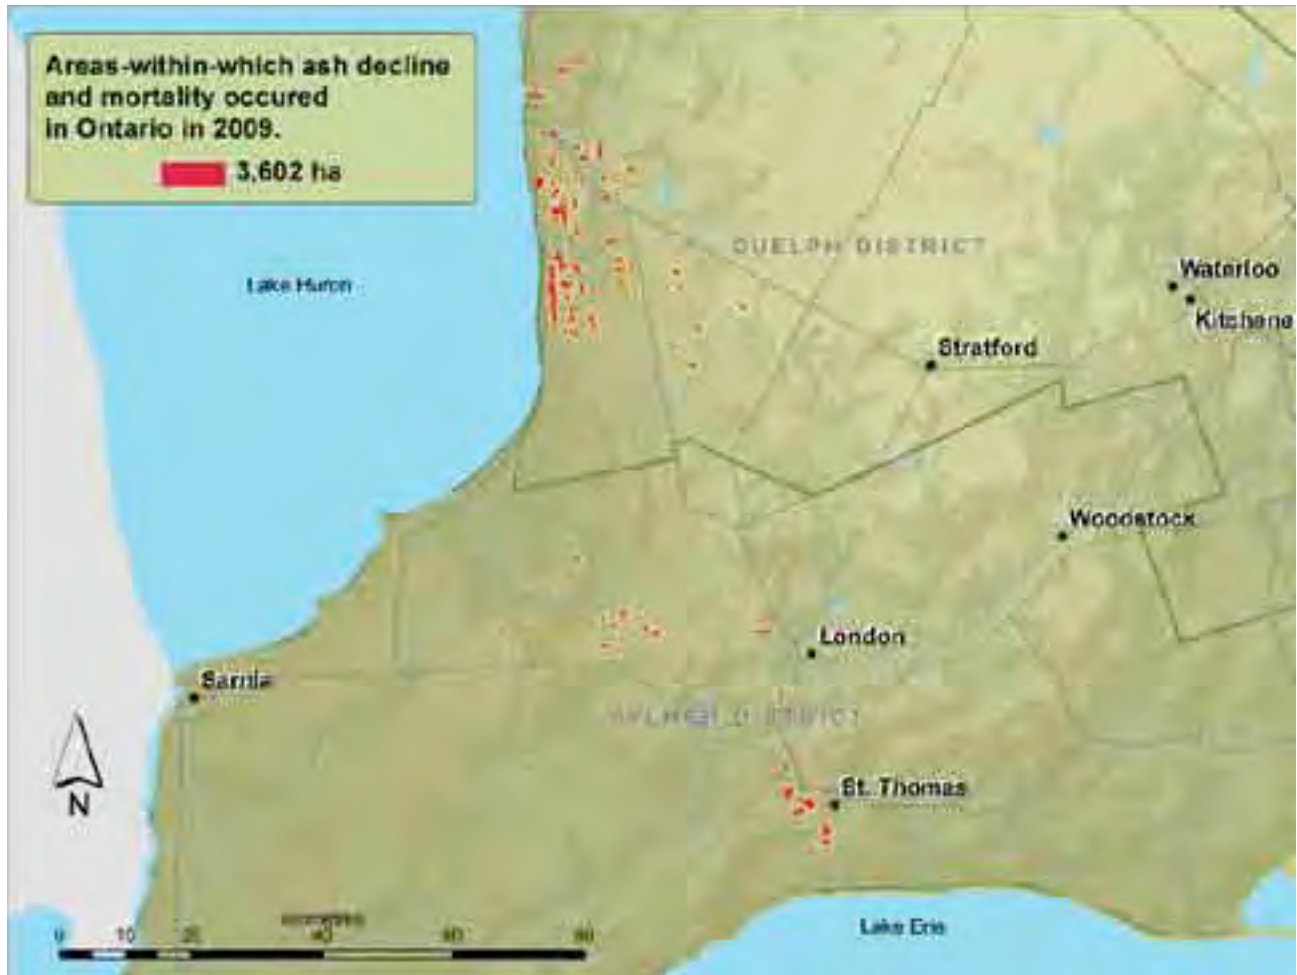 Areas-within-which ash decline
and mortality occured
in Ontario in 2009.
3,602 ha
Lake Huron
GUELPH DISTRICT
Waterloo
Kitchene
Stratford
Woodstock
London
Sarnia
St. Thomas
N
0 10 20 40 60 80
Lake Erie